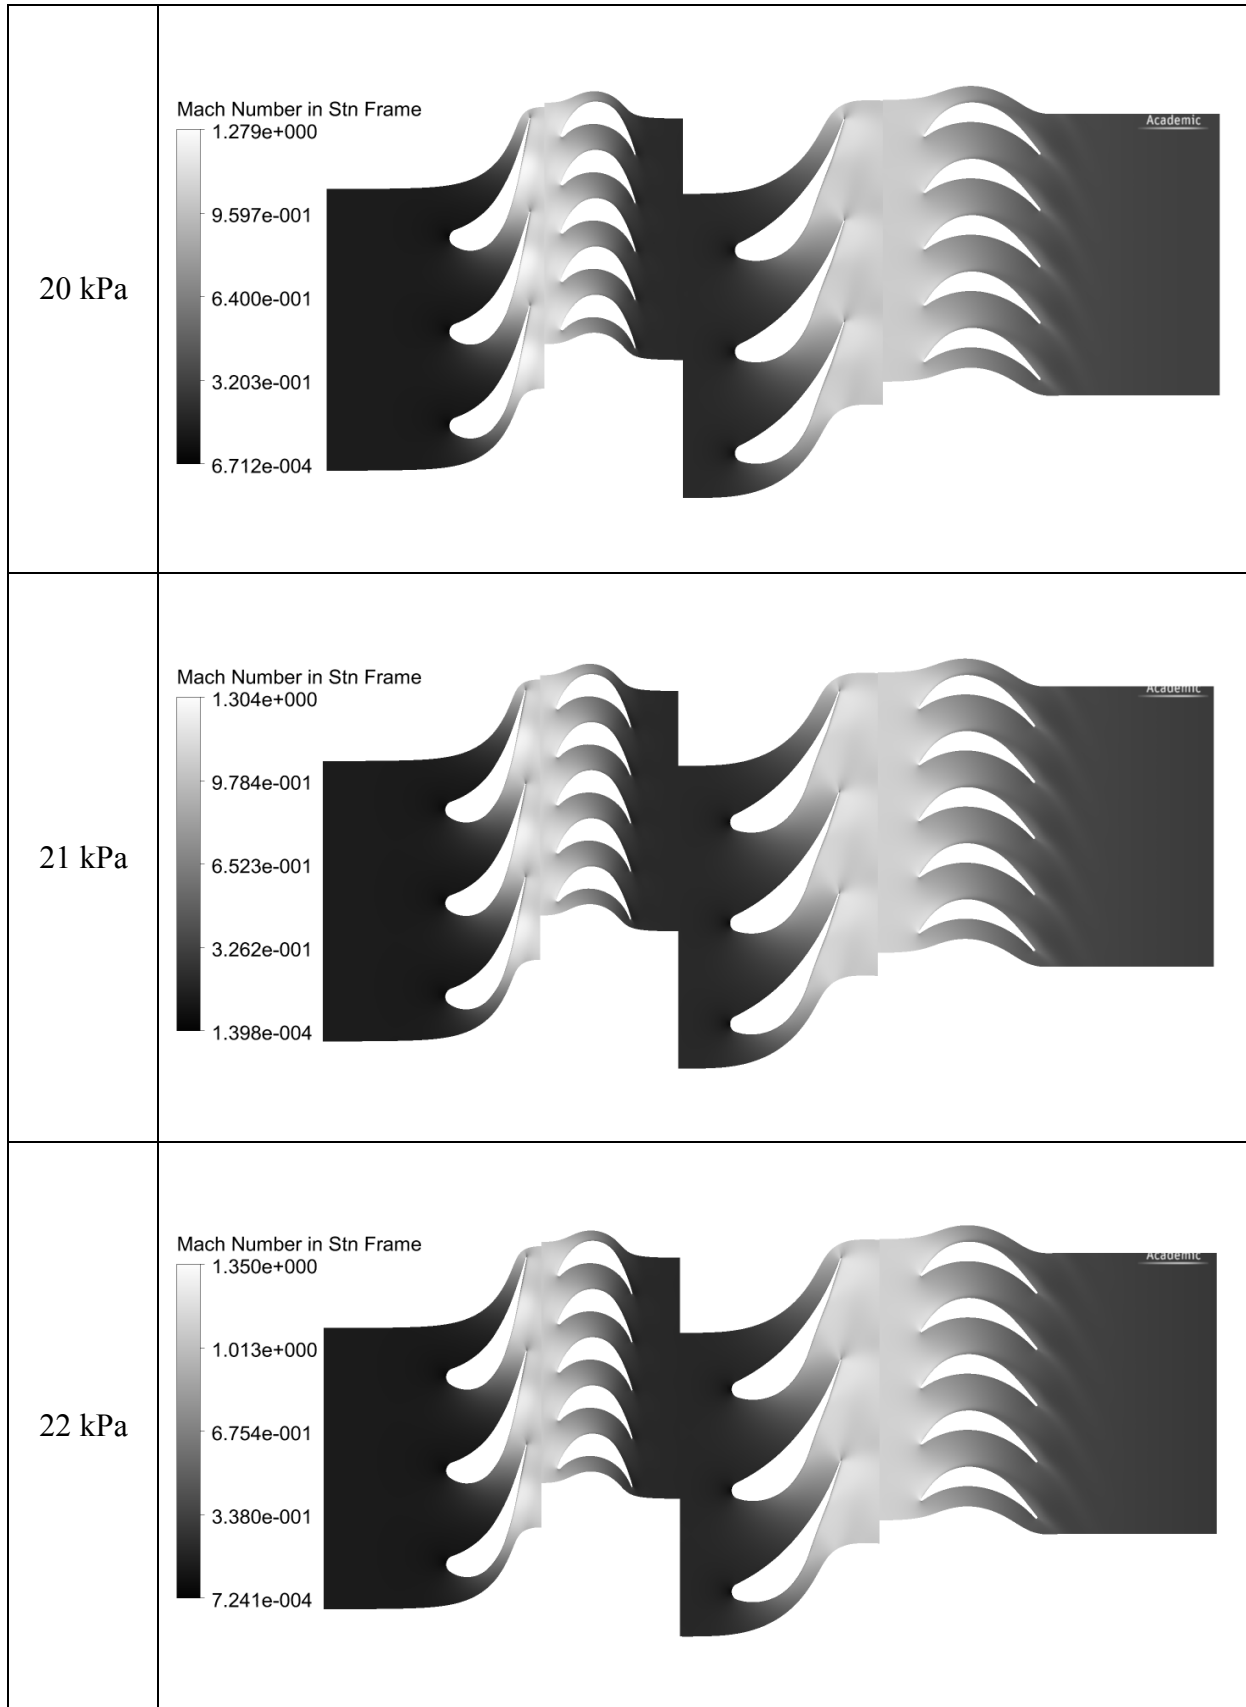 20 kPa
Mach Number in Stn Frame
1.279e+000
9.597e-001
6.400e-001
3.203e-001
6.712e-004
Academic
21 kPa
Mach Number in Stn Frame
1.304e+000
9.784e-001
6.523e-001
3.262e-001
1.398e-004
Academic
22 kPa
Mach Number in Stn Frame
1.350e+000
1.013e+000
6.754e-001
3.380e-001
7.241e-004
Academic